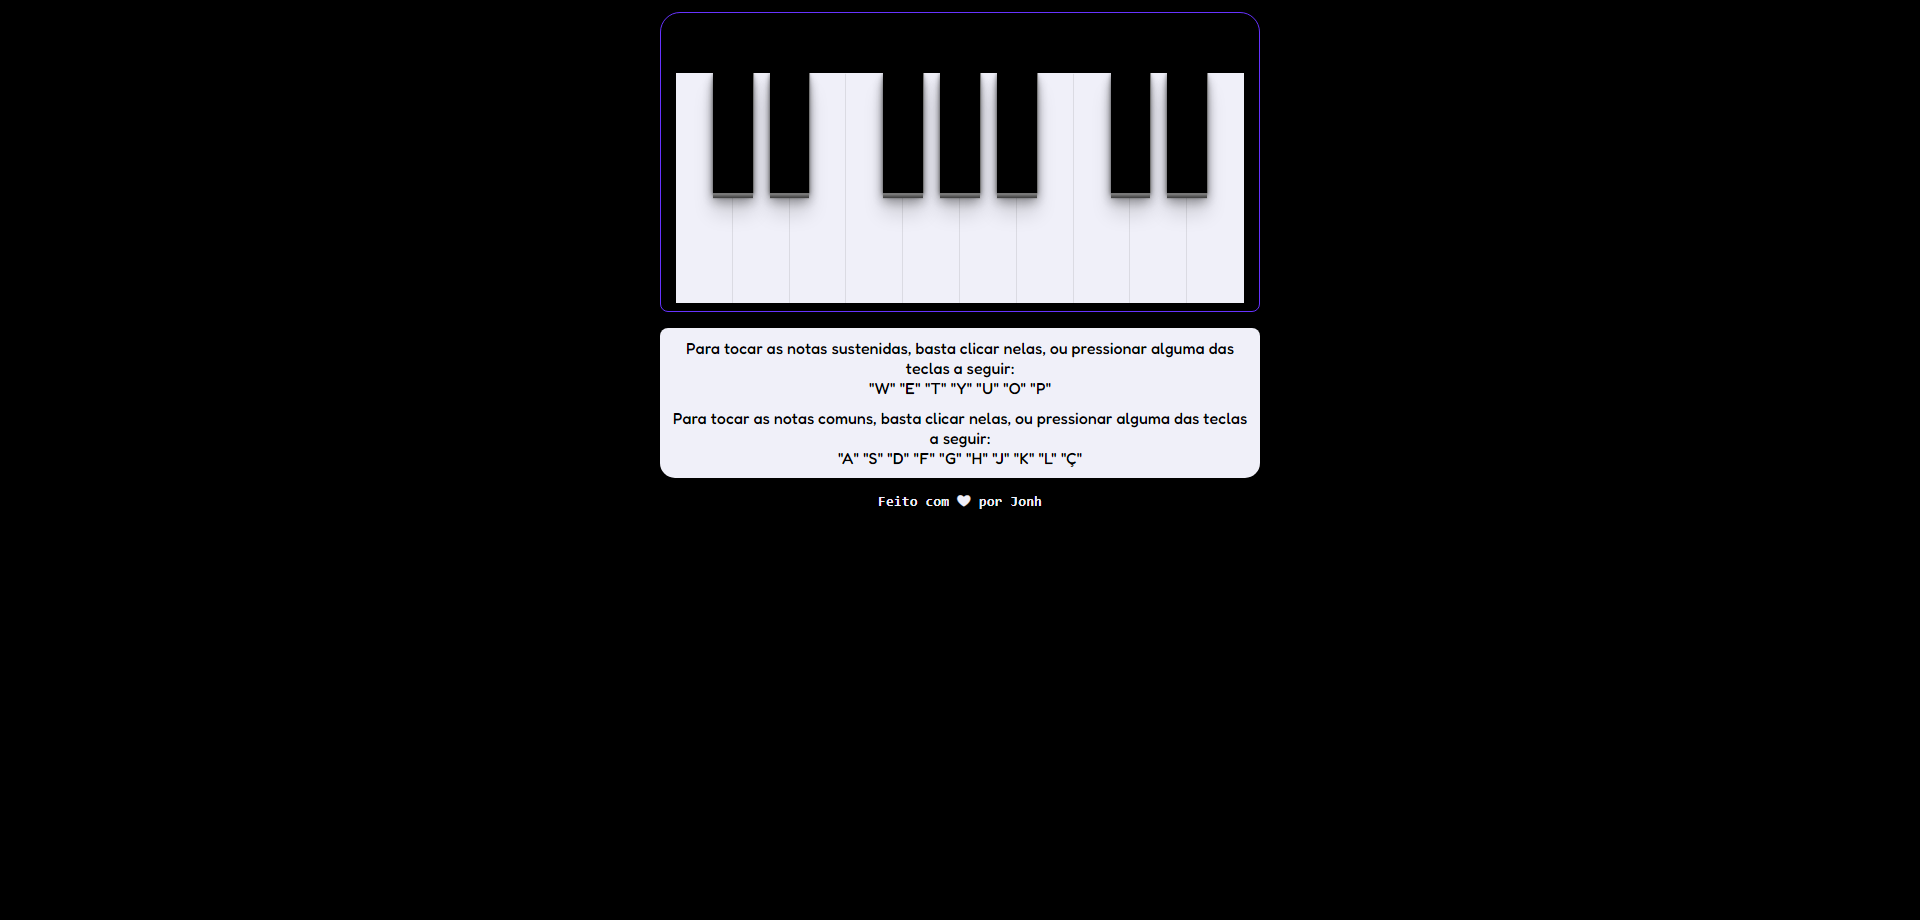 Para tocar as notas sustenidas, basta clicar nelas, ou pressionar alguma das
teclas a seguir:
"W" "E" "T" "Y" "U" "O" "P"
Para tocar as notas comuns, basta clicar nelas, ou pressionar alguma das teclas
a seguir:
"A" "S" "D" "F" "G" "H" "J" "K" "L" "Ç"
Feito com 🤍 por Jonh